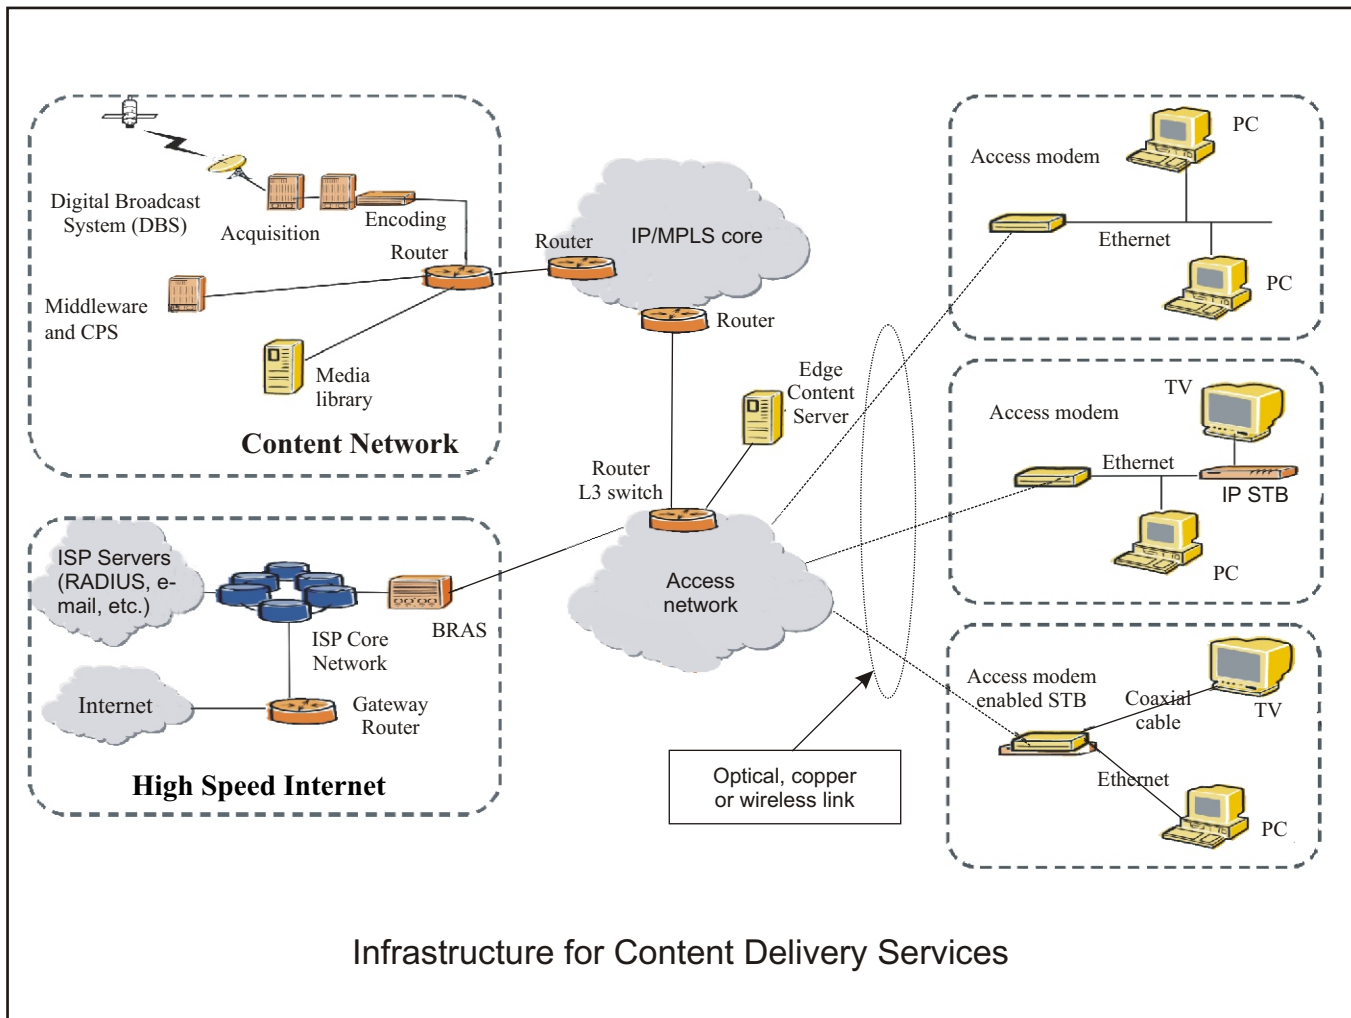 Digital Broadcast
System (DBS)
Acquisition
Encoding
Router
Middleware
and CPS
Media
library
Content Network
Router
IP/MPLS core
Router
Edge
Content
Server
Router
L3 switch
Access
network
ISP Servers
(RADIUS, e-
mail, etc.)
ISP Core
Network
BRAS
Internet
Gateway
Router
High Speed Internet
Optical, copper
or wireless link
PC
Access modem
Ethernet
PC
TV
Access modem
Ethernet
IP STB
PC
Access modem
enabled STB
Coaxial
cable
TV
Ethernet
PC
Infrastructure for Content Delivery Services